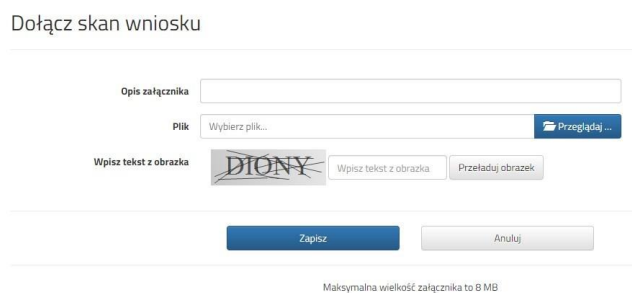 Dołącz skan wniosku
Opis załącznika
Plik Wybierz plik... Przeglądaj ...
Wpisz tekst z obrazka DIONY Wpisz tekst z obrazka Przeładuj obrazek
Zapisz Anuluj
Maksymalna wielkość załącznika to 8 MB